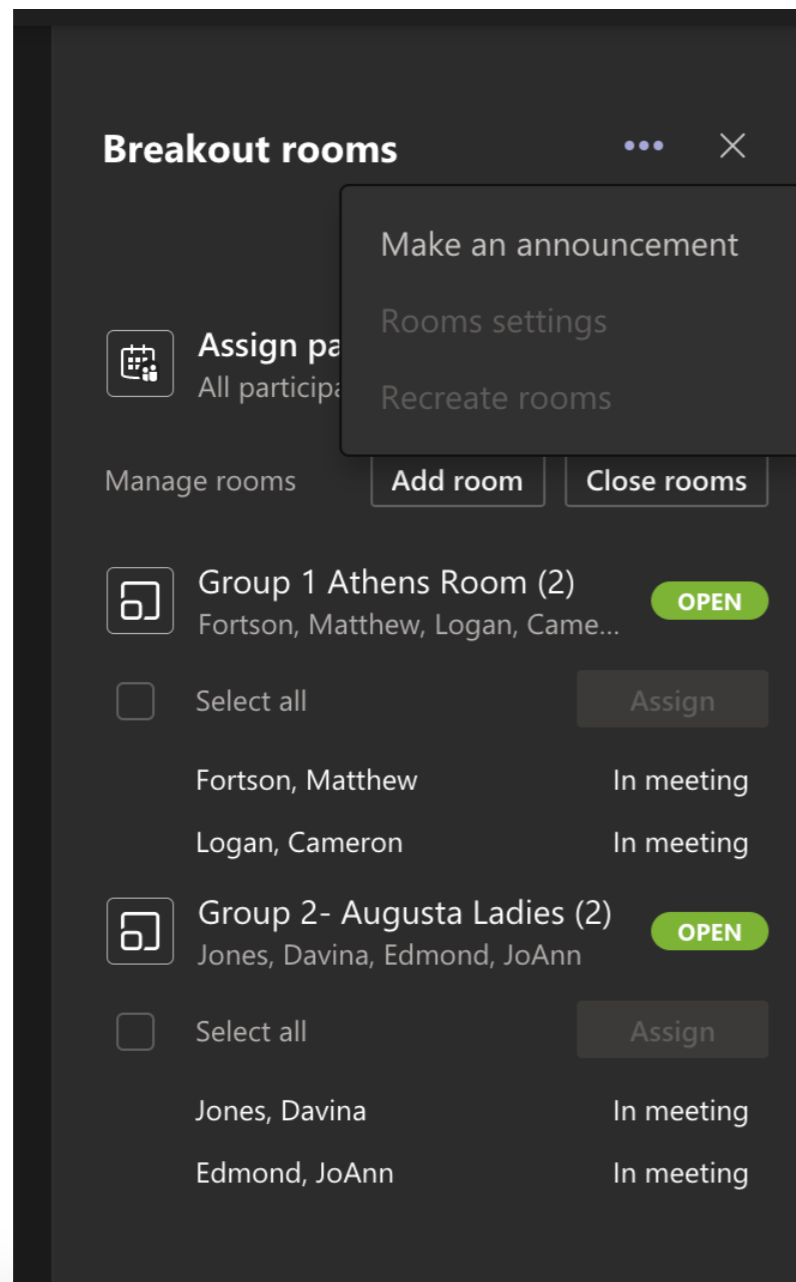 Breakout rooms
Make an announcement
Rooms settings
Recreate rooms
Assign pa
All particip
Manage rooms Add room Close rooms
Group 1 Athens Room (2)
Fortson, Matthew, Logan, Came...
OPEN
Select all Assign
Fortson, Matthew In meeting
Logan, Cameron In meeting
Group 2- Augusta Ladies (2)
Jones, Davina, Edmond, JoAnn
OPEN
Select all Assign
Jones, Davina In meeting
Edmond, JoAnn In meeting